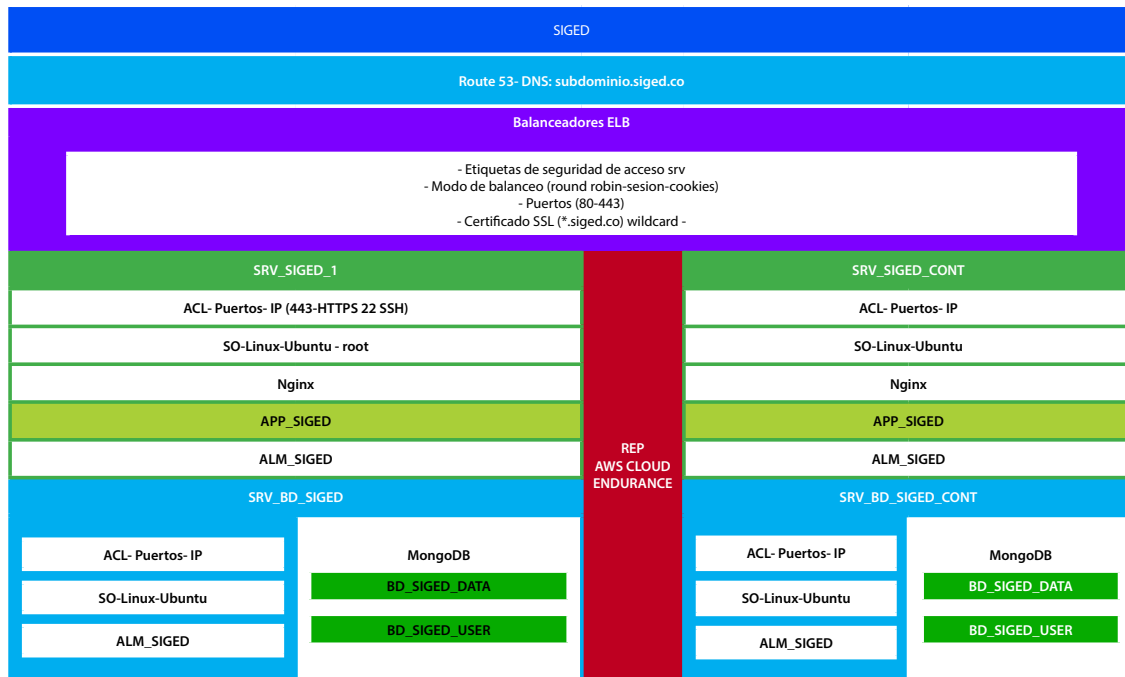 SIGED
Route 53- DNS: subdominio.siged.co
Balanceadores ELB
- Etiquetas de seguridad de acceso srv
- Modo de balanceo (round robin-sesion-cookies)
- Puertos (80-443)
- Certificado SSL (*.siged.co) wildcard -
SRV_SIGED_1
ACL- Puertos- IP (443-HTTPS 22 SSH)
SO-Linux-Ubuntu - root
Nginx
APP_SIGED
ALM_SIGED
SRV_BD_SIGED
ACL- Puertos- IP
SO-Linux-Ubuntu
ALM_SIGED
MongoDB
BD_SIGED_DATA
BD_SIGED_USER
REP
AWS CLOUD
ENDURANCE
SRV_SIGED_CONT
ACL- Puertos- IP
SO-Linux-Ubuntu
Nginx
APP_SIGED
ALM_SIGED
SRV_BD_SIGED_CONT
ACL- Puertos- IP
SO-Linux-Ubuntu
ALM_SIGED
MongoDB
BD_SIGED_DATA
BD_SIGED_USER